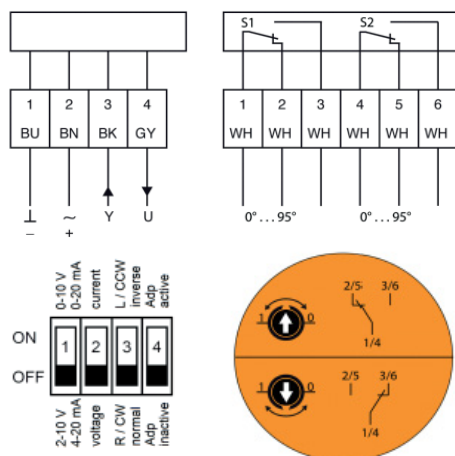 S1 S2
1 2 3 4
BU BN BK GY
1 2 3 4 5 6
WH WH WH WH WH WH
⊥ ~ Y U
− +
0°...95° 0°...95°
0-10 V
0-20 mA
current
L / CCW
inverse
Adp
active
ON
OFF
1 2 3 4
2-10 V
4-20 mA
voltage
R / CW
normal
Adp
inactive
2/5 3/6
1 0
1/4
2/5 3/6
1 0
1/4